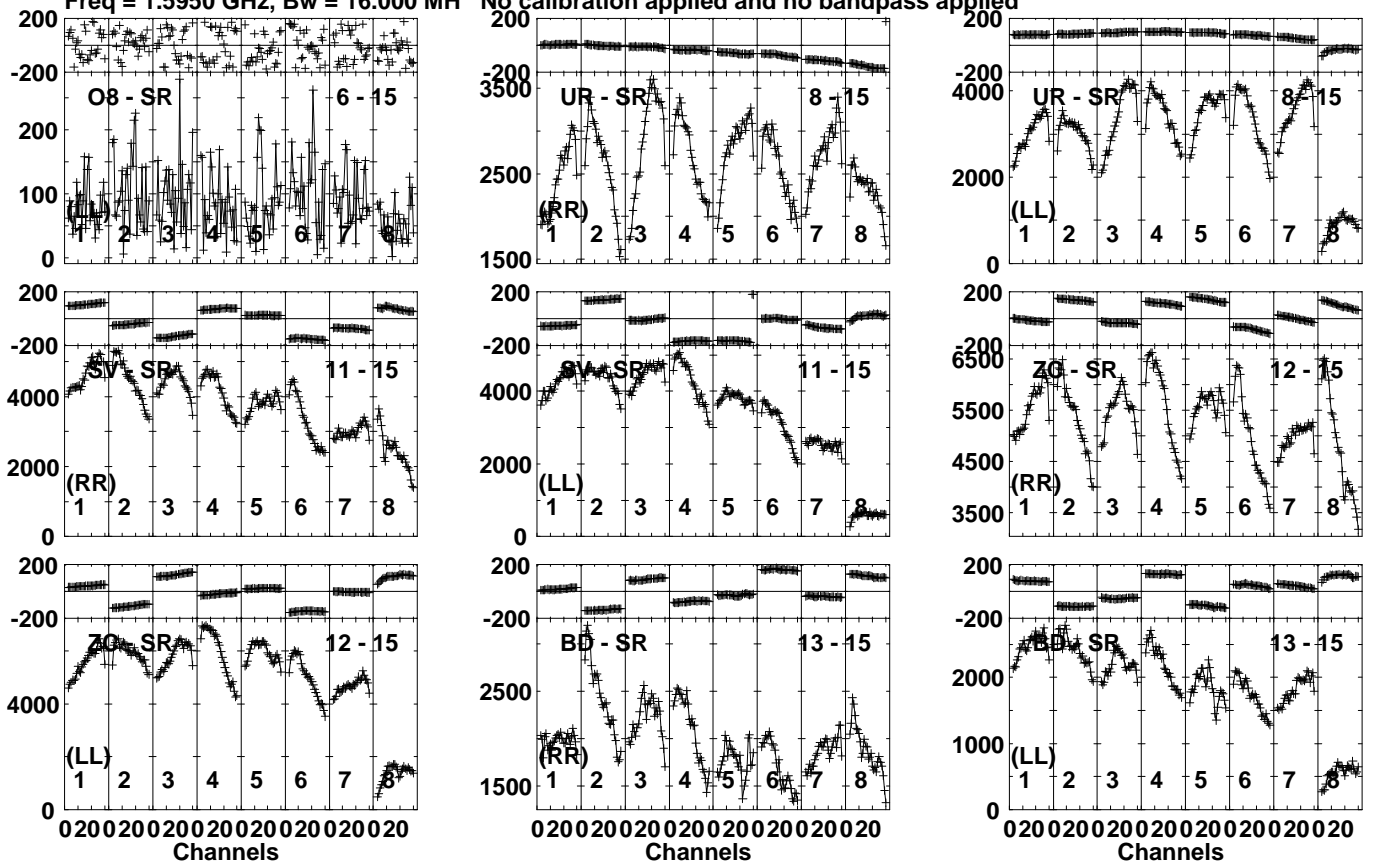 Freq = 1.5950 GHz, Bw = 16.000 MH No calibration applied and no bandpass applied
200
-200
O8 - SR 6 - 15
200
100
0
(LL)
1 2 3 4 5 6 7 8
200
-200
UR - SR 8 - 15
3500
2500
1500
(RR)
1 2 3 4 5 6 7 8
200
-200
UR - SR 8 - 15
4000
2000
0
(LL)
1 2 3 4 5 6 7 8
200
-200
SV - SR 11 - 15
4000
2000
0
(RR)
1 2 3 4 5 6 7 8
200
-200
SV - SR 11 - 15
4000
2000
0
(LL)
1 2 3 4 5 6 7 8
200
-200
ZC - SR 12 - 15
6500
5500
4500
3500
(RR)
1 2 3 4 5 6 7 8
200
-200
ZC - SR 12 - 15
4000
0
(LL)
1 2 3 4 5 6 7 8
200
-200
BD - SR 13 - 15
2500
1500
(RR)
1 2 3 4 5 6 7 8
200
-200
BD - SR 13 - 15
2000
1000
0
(LL)
1 2 3 4 5 6 7 8
0 20 0 20 0 20 0 20 0 20 0 20 0 20 0 20
Channels
0 20 0 20 0 20 0 20 0 20 0 20 0 20 0 20
Channels
0 20 0 20 0 20 0 20 0 20 0 20 0 20 0 20
Channels